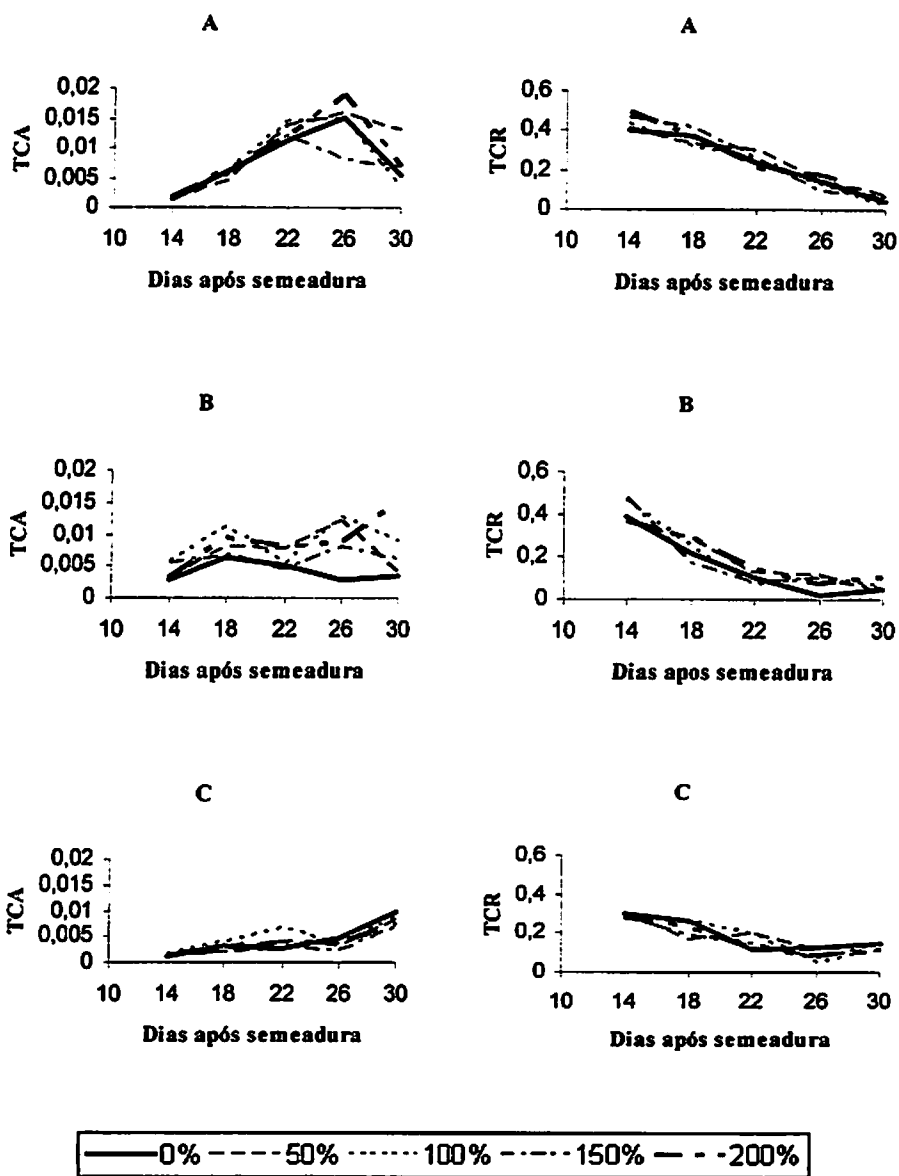 A
0,02
0,015
0,01
0,005
0
TCA
10 14 18 22 26 30
Dias após semeadura
A
0,6
0,4
0,2
0
TCR
10 14 18 22 26 30
Dias após semeadura
B
0,02
0,015
0,01
0,005
0
TCA
10 14 18 22 26 30
Dias após semeadura
B
0,6
0,4
0,2
0
TCR
10 14 18 22 26 30
Dias apos semeadura
C
0,02
0,015
0,01
0,005
0
TCA
10 14 18 22 26 30
Dias após semeadura
C
0,6
0,4
0,2
0
TCR
10 14 18 22 26 30
Dias após semeadura
0% 50% 100% 150% 200%